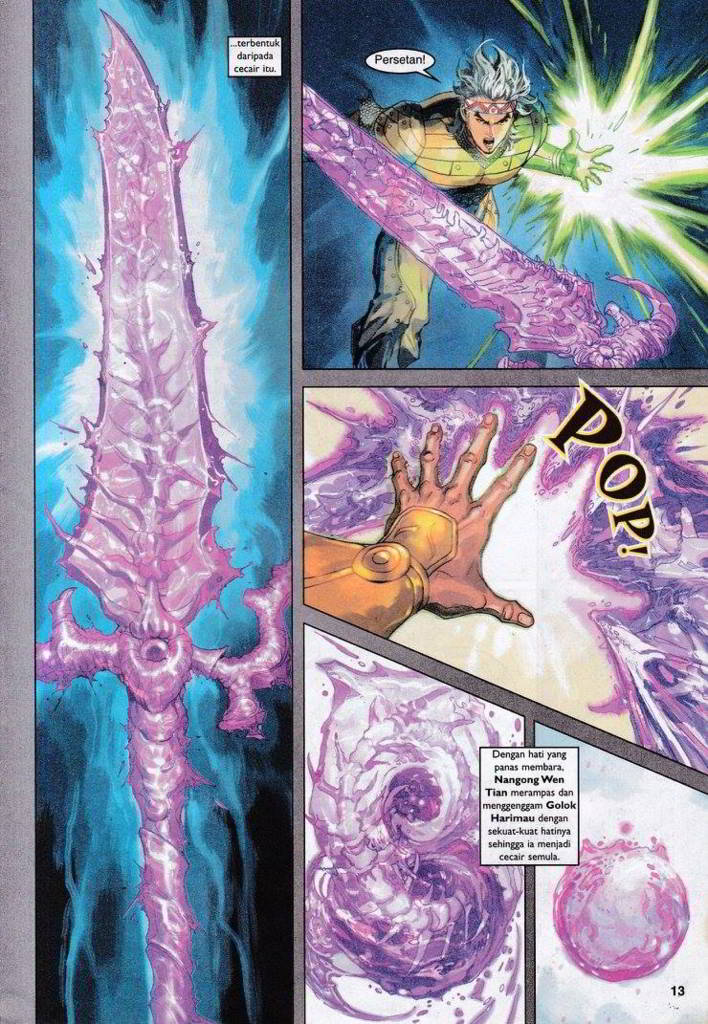 ...terbentuk
daripada
cecair itu.
Persetan!
POP!
Dengan hati yang
panas membara,
Nangong Wen
Tian merampas dan
menggenggam Golok
Harimau dengan
sekuat-kuat hatinya
sehingga ia menjadi
cecair semula.
13